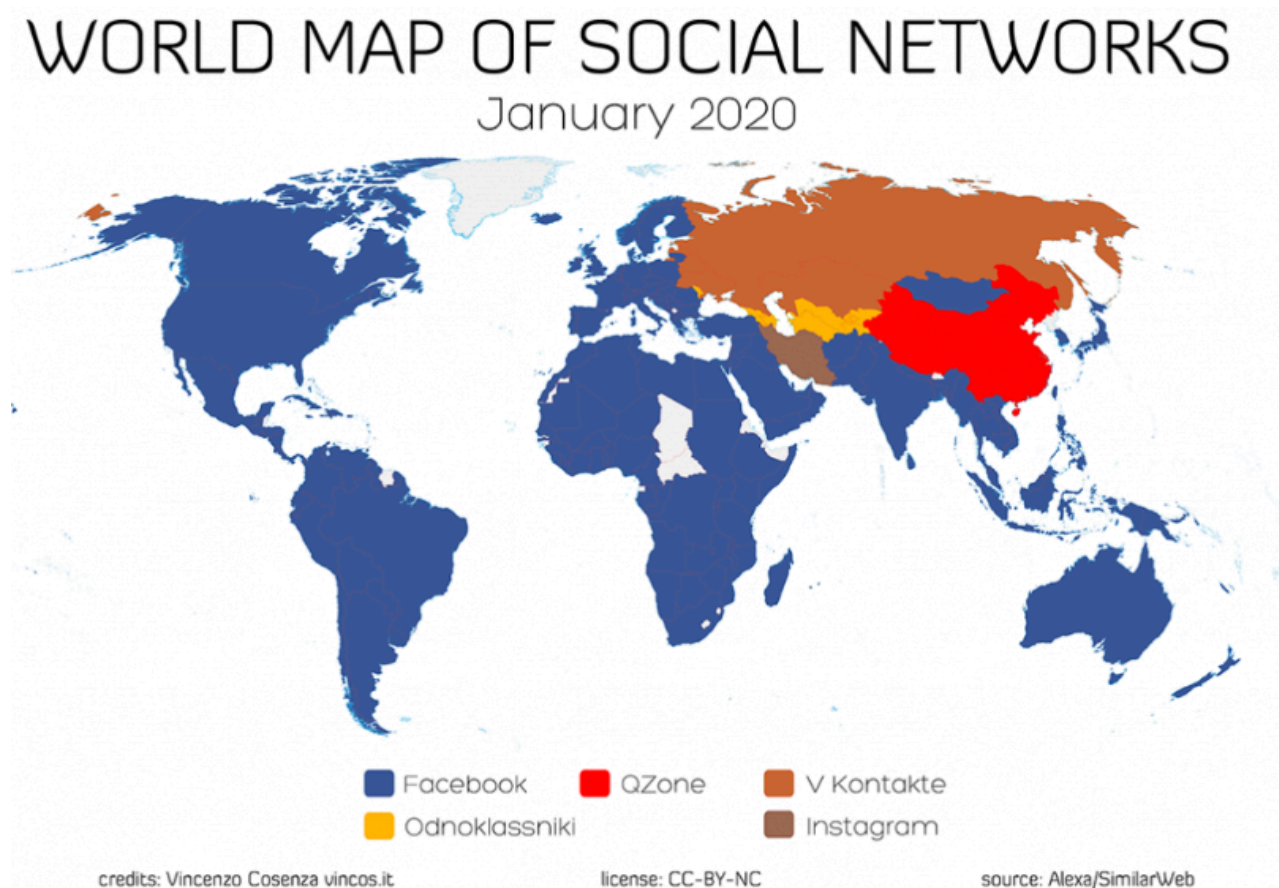 WORLD MAP OF SOCIAL NETWORKS
January 2020
Facebook QZone V Kontakte
Odnoklassniki Instagram
credits: Vincenzo Cosenza vincos.it license: CC-BY-NC source: Alexa/SimilarWeb